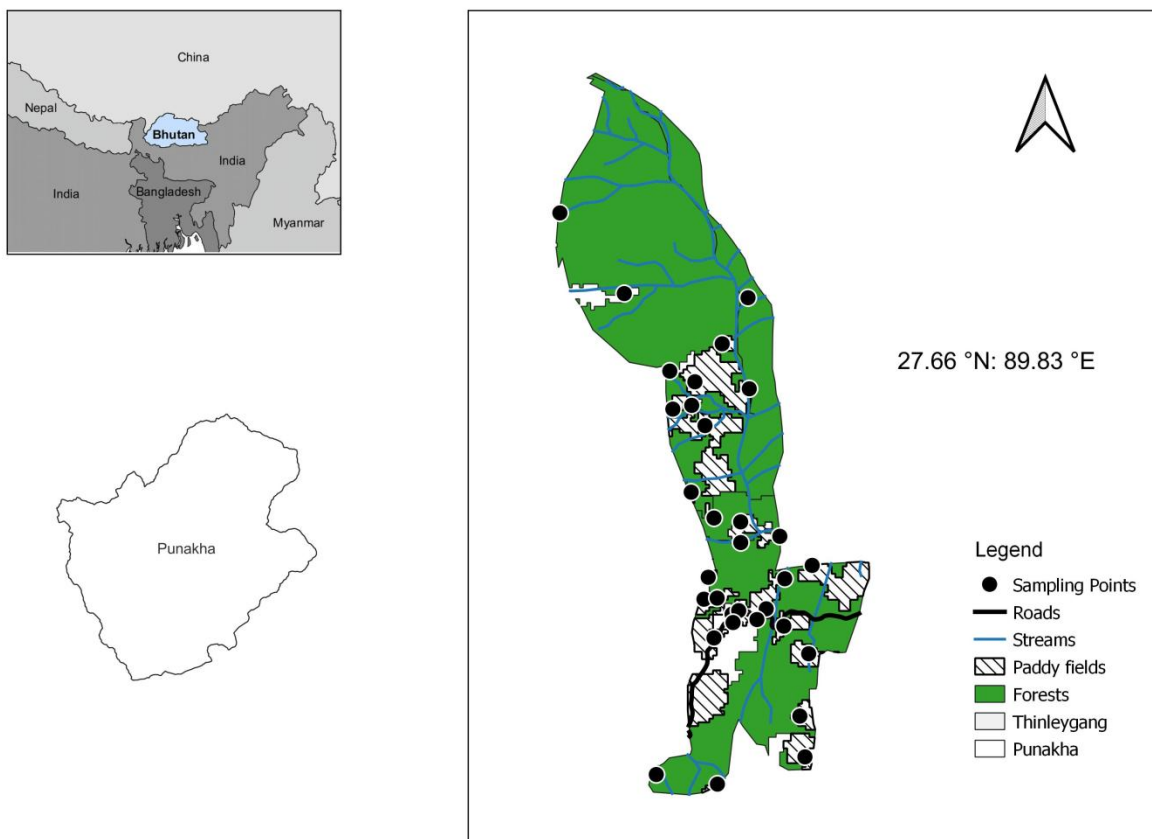 China
Nepal
Bhutan
India
India
Bangladesh
Myanmar
Punakha
27.66 °N: 89.83 °E
Legend
Sampling Points
Roads
Streams
Paddy fields
Forests
Thinleygang
Punakha